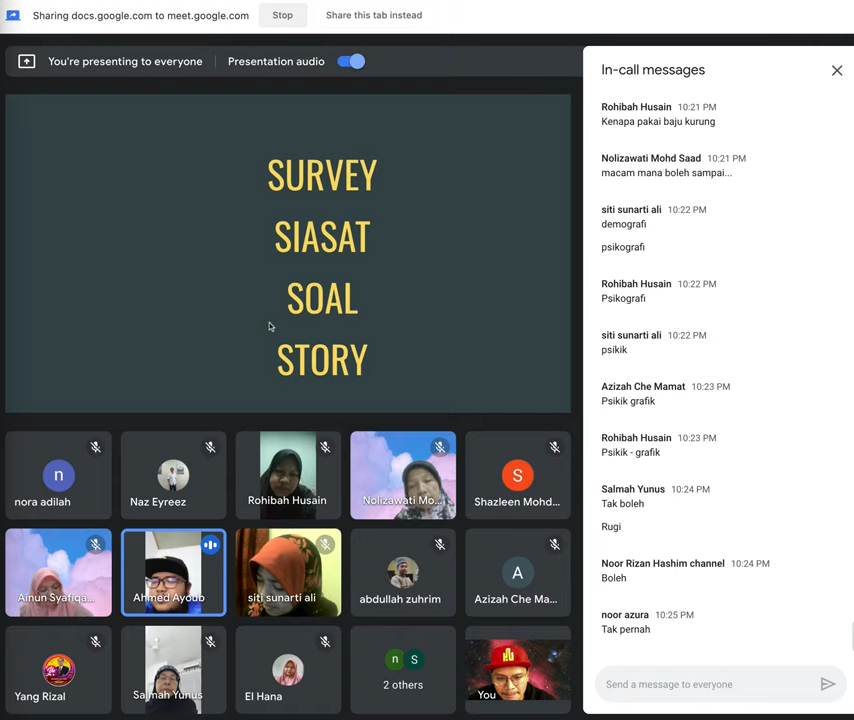 Sharing docs.google.com to meet.google.com
Stop
Share this tab instead
You're presenting to everyone
Presentation audio
SURVEY
SIASAT
SOAL
STORY
nora adilah
Naz Eyreez
Rohibah Husain
Nolizawati Mo...
S
Shazleen Mohd...
n
Ainun Syafiqa...
Ahmed Ayoub
siti sunarti ali
abdullah zuhrim
A
Azizah Che Ma...
Yang Rizal
Salmah Yunus
El Hana
n S
2 others
You
In-call messages
Rohibah Husain 10:21 PM
Kenapa pakai baju kurung
Nolizawati Mohd Saad 10:21 PM
macam mana boleh sampai...
siti sunarti ali 10:22 PM
demografi
psikografi
Rohibah Husain 10:22 PM
Psikografi
siti sunarti ali 10:22 PM
psikik
Azizah Che Mamat 10:23 PM
Psikik grafik
Rohibah Husain 10:23 PM
Psikik - grafik
Salmah Yunus 10:24 PM
Tak boleh
Rugi
Noor Rizan Hashim channel 10:24 PM
Boleh
noor azura 10:25 PM
Tak pernah
Send a message to everyone